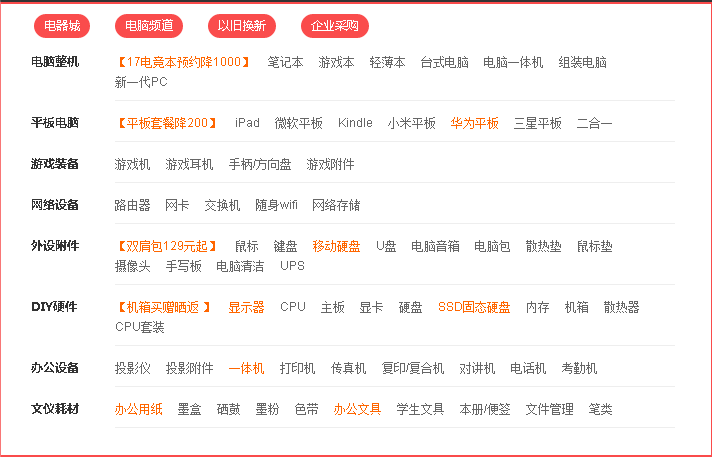 电器城 电脑频道 以旧换新 企业采购
电脑整机 【17电竟本预约降1000】 笔记本 游戏本 轻薄本 台式电脑 电脑一体机 组装电脑
新一代PC
平板电脑 【平板套餐降200】 iPad 微软平板 Kindle 小米平板 华为平板 三星平板 二合一
游戏装备 游戏机 游戏耳机 手柄/方向盘 游戏附件
网络设备 路由器 网卡 交换机 随身wifi 网络存储
外设附件 【双肩包129元起】 鼠标 键盘 移动硬盘 U盘 电脑音箱 电脑包 散热垫 鼠标垫
摄像头 手写板 电脑清洁 UPS
DIY硬件 【机箱买赠晒返 】 显示器 CPU 主板 显卡 硬盘 SSD固态硬盘 内存 机箱 散热器
CPU套装
办公设备 投影仪 投影附件 一体机 打印机 传真机 复印/复合机 对讲机 电话机 考勤机
文仪耗材 办公用纸 墨盒 硒鼓 墨粉 色带 办公文具 学生文具 本册/便签 文件管理 笔类